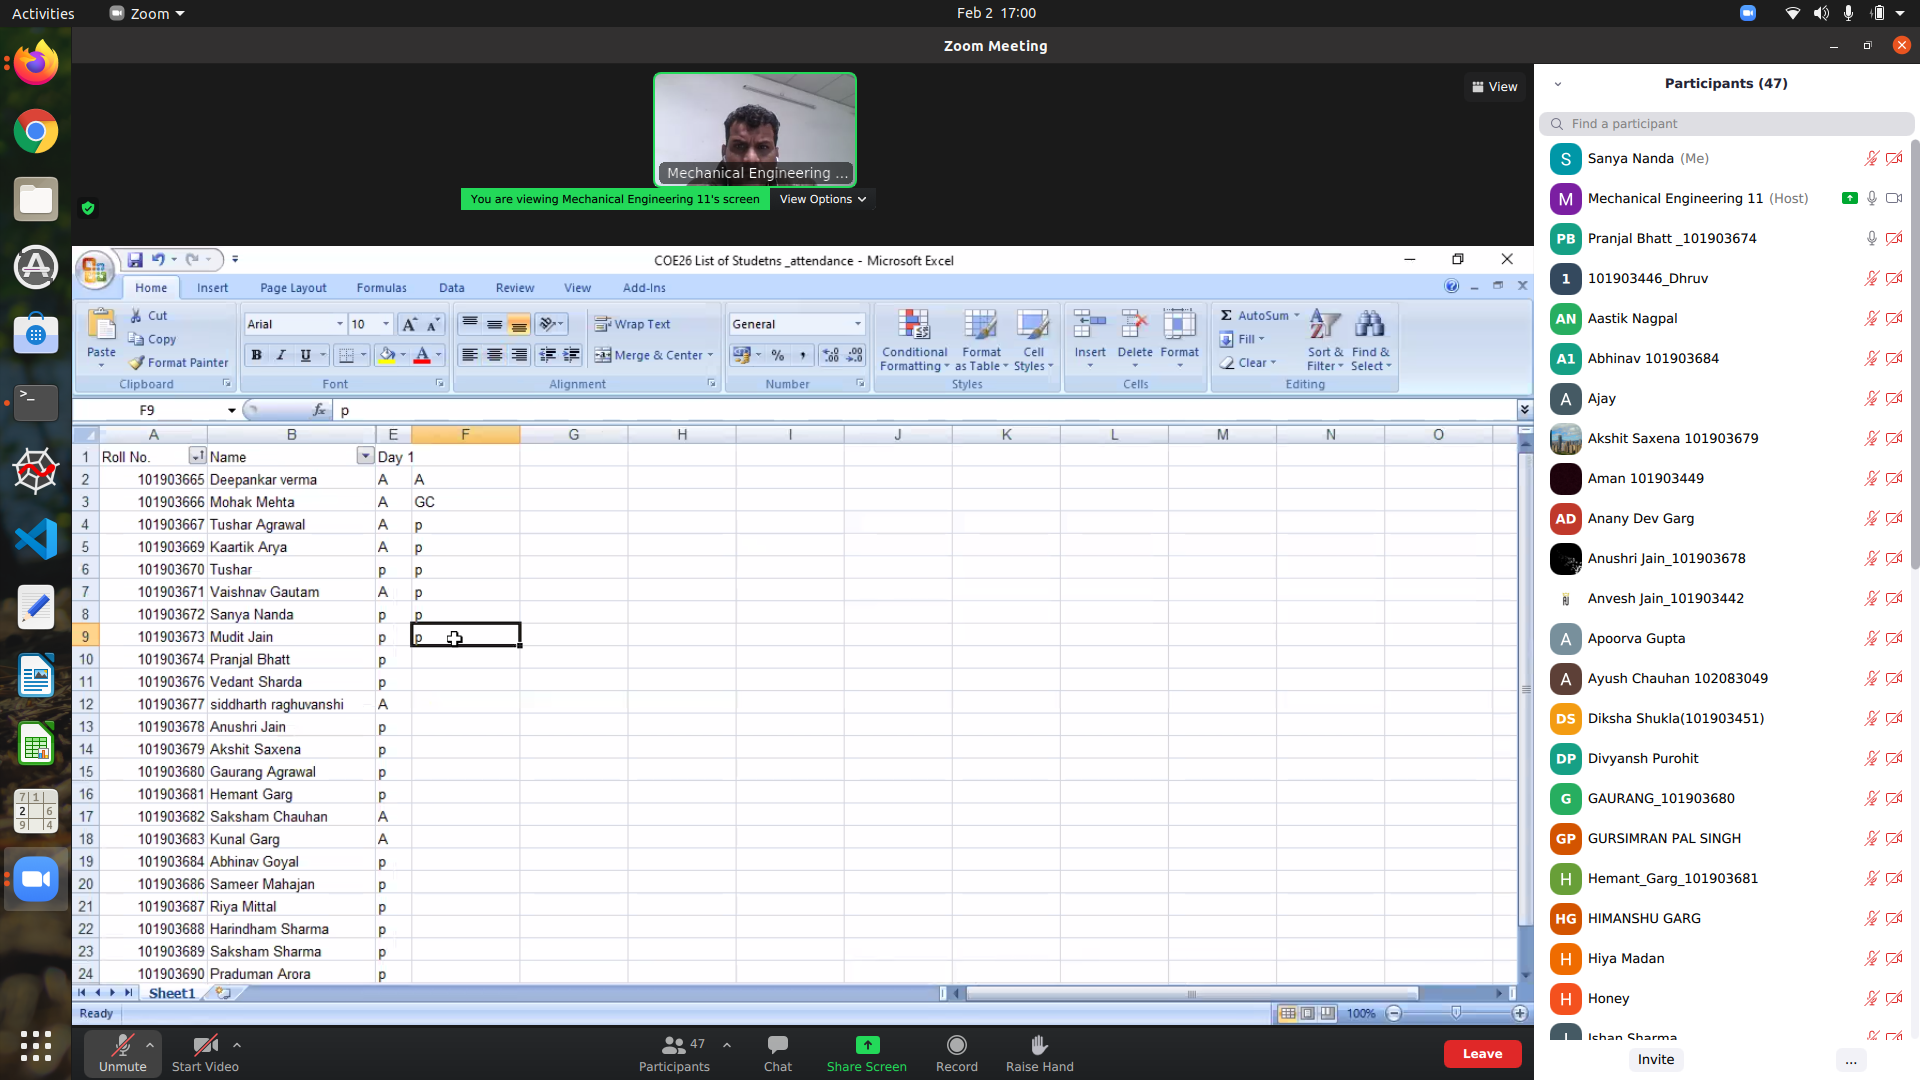 Activities Zoom Feb 2 17:00
Zoom Meeting
View
Mechanical Engineering ...
You are viewing Mechanical Engineering 11's screen View Options
COE26 List of Studetns _attendance - Microsoft Excel
Home Insert Page Layout Formulas Data Review View Add-Ins
Paste Cut Copy Format Painter Clipboard
Arial 10 B I U A Font
Wrap Text Merge & Center Alignment
General % , Number
Conditional Formatting Format as Table Cell Styles Styles
Insert Delete Format Cells
Σ AutoSum Fill Clear Sort & Filter Find & Select Editing
F9 fx p
A B E F G H I J K L M N O
1 Roll No. Name Day 1
2 101903665 Deepankar verma A A
3 101903666 Mohak Mehta A GC
4 101903667 Tushar Agrawal A p
5 101903669 Kaartik Arya A p
6 101903670 Tushar p p
7 101903671 Vaishnav Gautam A p
8 101903672 Sanya Nanda p p
9 101903673 Mudit Jain p p
10 101903674 Pranjal Bhatt p
11 101903676 Vedant Sharda p
12 101903677 siddharth raghuvanshi A
13 101903678 Anushri Jain p
14 101903679 Akshit Saxena p
15 101903680 Gaurang Agrawal p
16 101903681 Hemant Garg p
17 101903682 Saksham Chauhan A
18 101903683 Kunal Garg A
19 101903684 Abhinav Goyal p
20 101903686 Sameer Mahajan p
21 101903687 Riya Mittal p
22 101903688 Harindham Sharma p
23 101903689 Saksham Sharma p
24 101903690 Praduman Arora p
Sheet1
Ready 100%
Unmute Start Video 47 Participants Chat Share Screen Record Raise Hand Leave
Participants (47)
Find a participant
S Sanya Nanda (Me)
M Mechanical Engineering 11 (Host)
PB Pranjal Bhatt _101903674
1 101903446_Dhruv
AN Aastik Nagpal
A1 Abhinav 101903684
A Ajay
Akshit Saxena 101903679
Aman 101903449
AD Anany Dev Garg
Anushri Jain_101903678
Anvesh Jain_101903442
A Apoorva Gupta
A Ayush Chauhan 102083049
DS Diksha Shukla(101903451)
DP Divyansh Purohit
G GAURANG_101903680
GP GURSIMRAN PAL SINGH
H Hemant_Garg_101903681
HG HIMANSHU GARG
H Hiya Madan
H Honey
Ishan Sharma
Invite ...